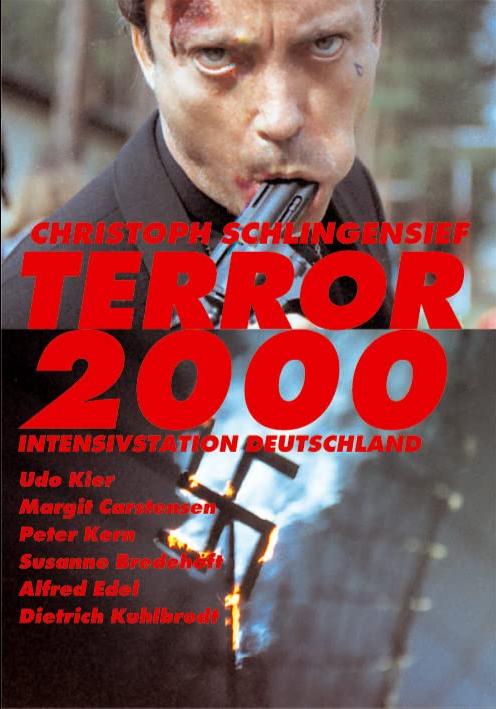 CHRISTOPH SCHLINGENSIEF
TERROR
2000
INTENSIVSTATION DEUTSCHLAND
Udo Kier
Margit Carstensen
Peter Kern
Susanne Bredehöft
Alfred Edel
Dietrich Kuhlbrodt